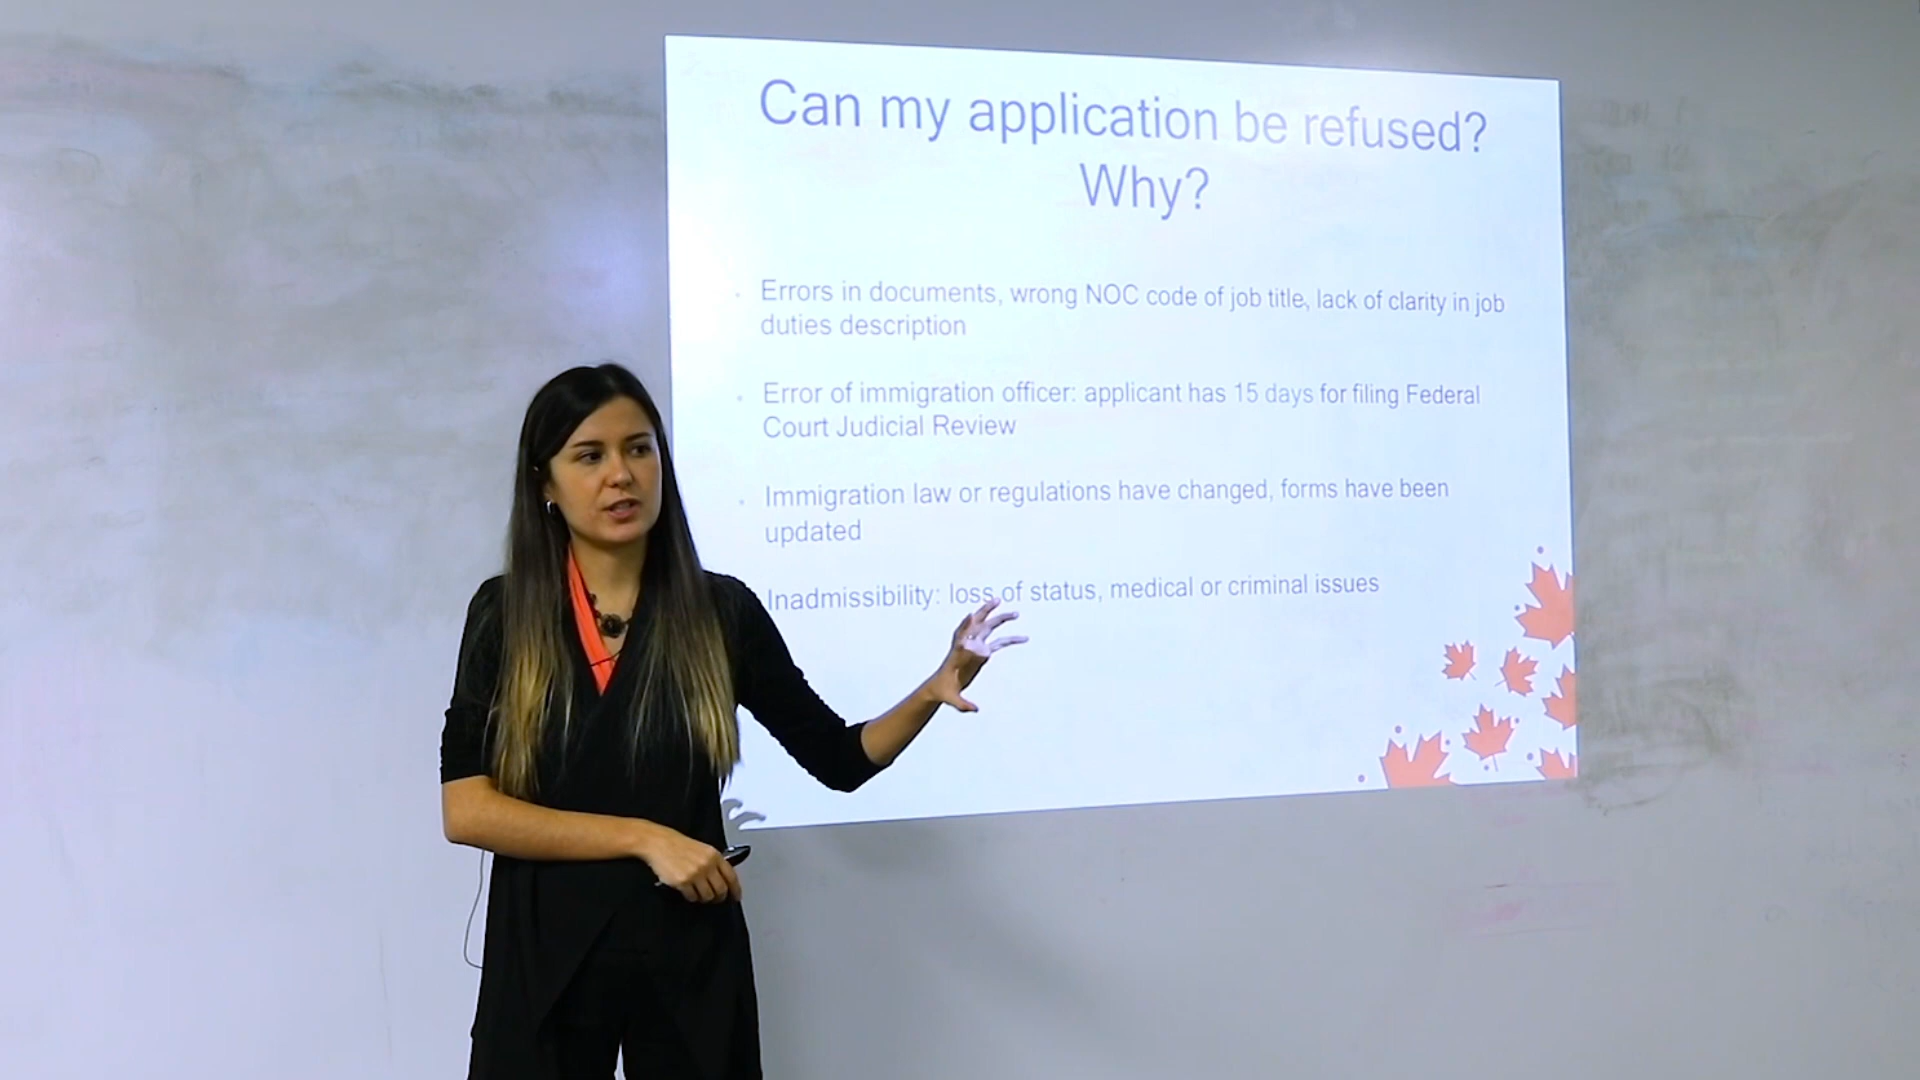 Can my application be refused?
Why?
Errors in documents, wrong NOC code of job title, lack of clarity in job
duties description
Error of immigration officer: applicant has 15 days for filing Federal
Court Judicial Review
Immigration law or regulations have changed, forms have been
updated
Inadmissibility: loss of status, medical or criminal issues